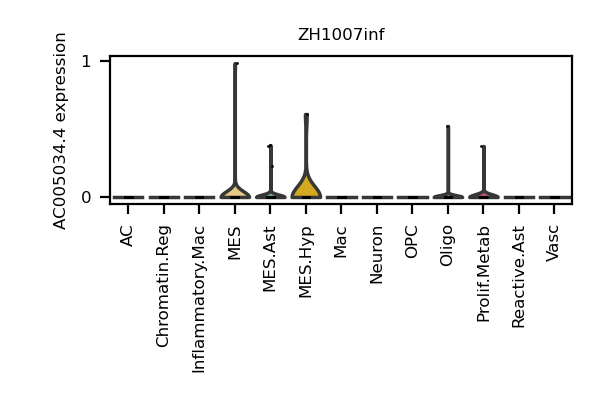 ZH1007inf
AC005034.4 expression
1
0
AC
Chromatin.Reg
Inflammatory.Mac
MES
MES.Ast
MES.Hyp
Mac
Neuron
OPC
Oligo
Prolif.Metab
Reactive.Ast
Vasc